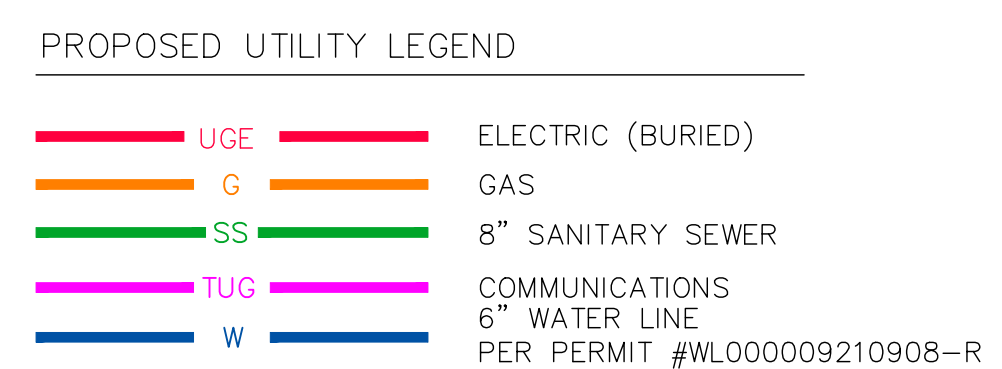 PROPOSED UTILITY LEGEND
UGE ELECTRIC (BURIED)
G GAS
SS 8” SANITARY SEWER
TUG COMMUNICATIONS
W 6” WATER LINE
PER PERMIT #WL000009210908-R